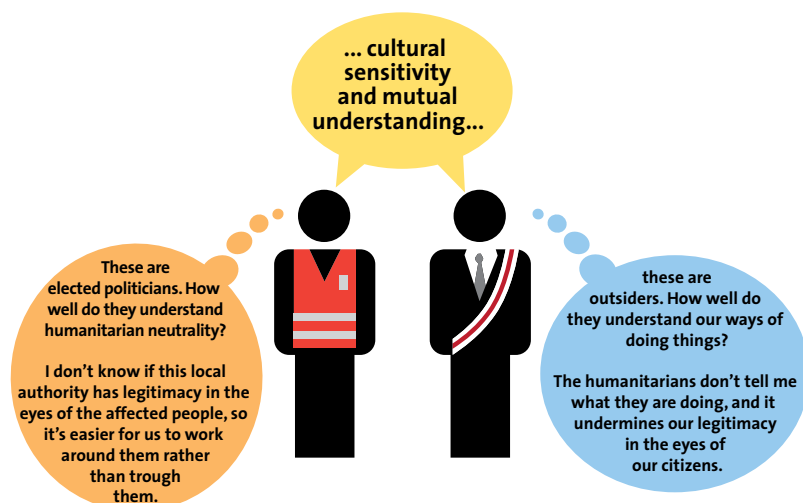 ... cultural
sensitivity
and mutual
understanding...
These are
elected politicians. How
well do they understand
humanitarian neutrality?
I don't know if this local
authority has legitimacy in the
eyes of the affected people, so
it's easier for us to work
around them rather
than trough
them.
these are
outsiders. How well do
they understand our ways of
doing things?
The humanitarians don't tell me
what they are doing, and it
undermines our legitimacy
in the eyes of
our citizens.